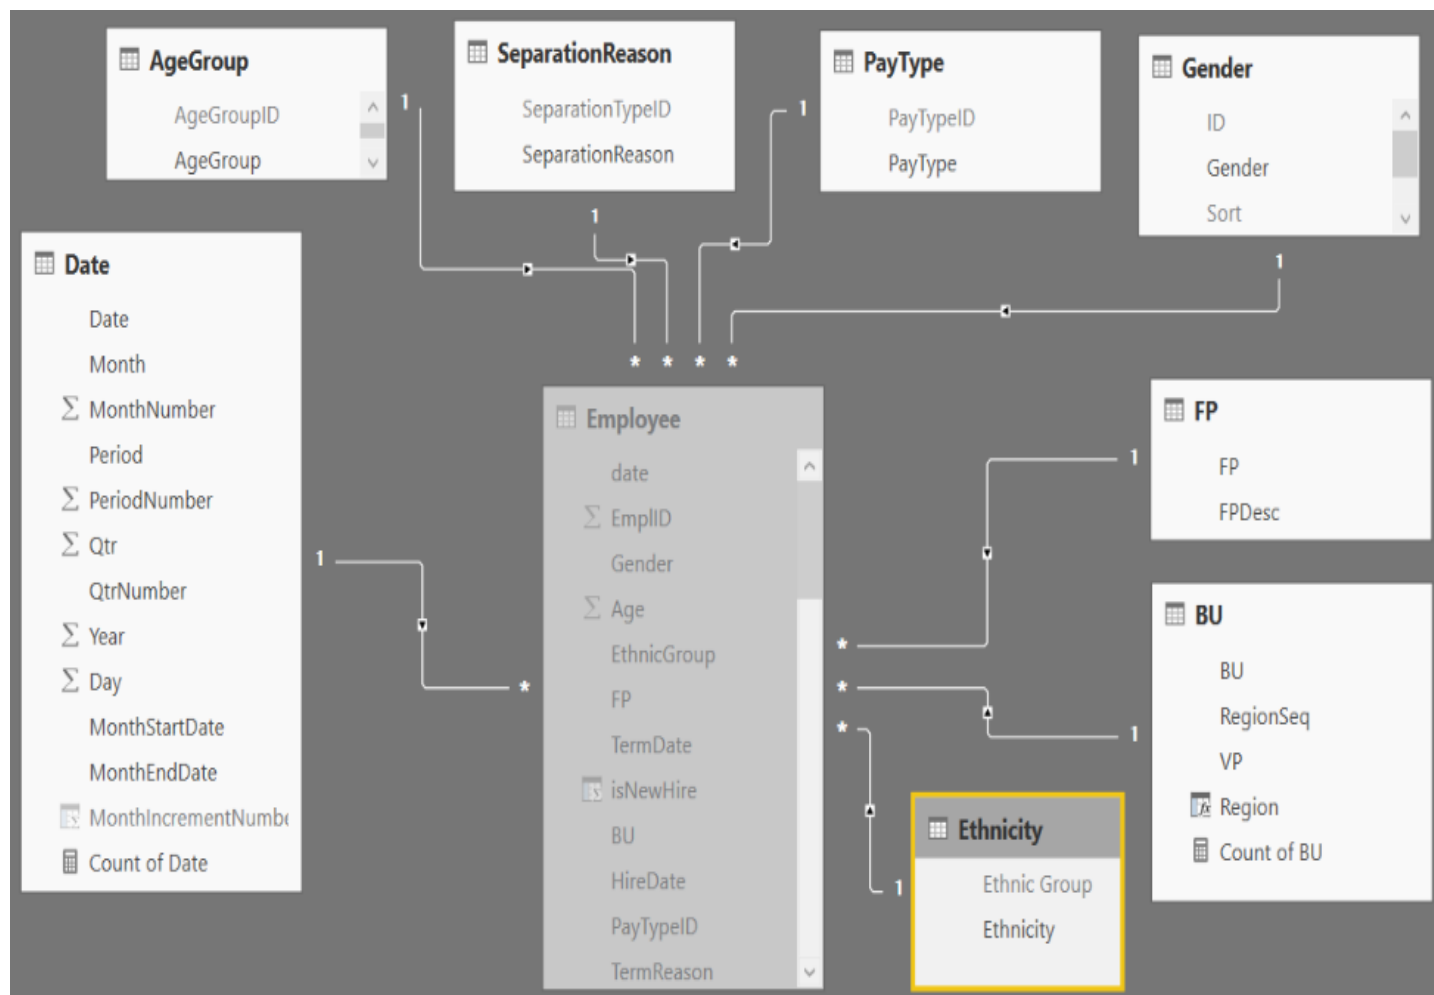 AgeGroup
AgeGroupID
AgeGroup
1
SeparationReason
SeparationTypeID
SeparationReason
1
PayType
PayTypeID
PayType
1
Gender
ID
Gender
Sort
1
Date
Date
Month
MonthNumber
Period
PeriodNumber
Qtr
QtrNumber
Year
Day
MonthStartDate
MonthEndDate
Count of Date
1
*
* * * *
Employee
date
EmplID
Gender
Age
EthnicGroup
FP
TermDate
isNewHire
BU
HireDate
PayTypeID
TermReason
*
*
*
FP
FP
FPDesc
1
BU
BU
RegionSeq
VP
Region
Count of BU
1
Ethnicity
Ethnic Group
Ethnicity
1